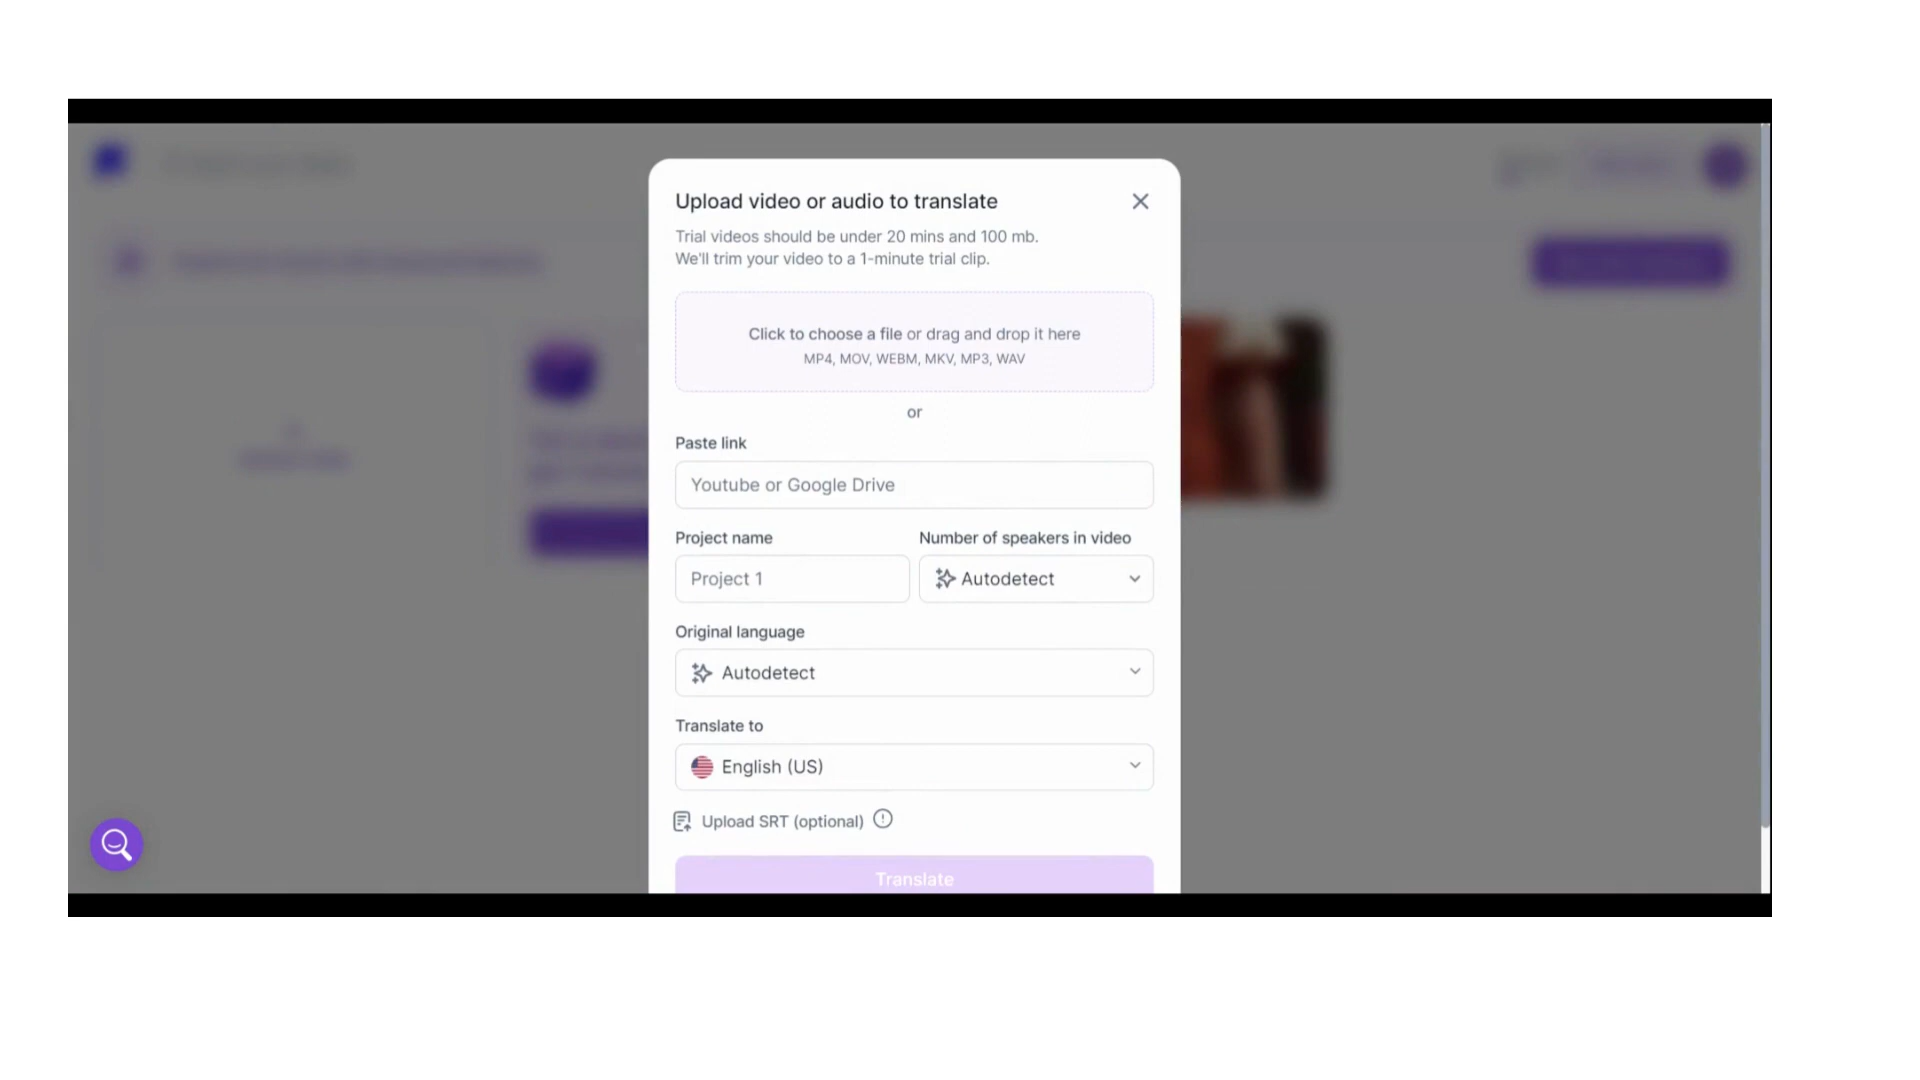 Upload video or audio to translate
Trial videos should be under 20 mins and 100 mb.
We'll trim your video to a 1-minute trial clip.
Click to choose a file or drag and drop it here
MP4, MOV, WEBM, MKV, MP3, WAV
or
Paste link
Youtube or Google Drive
Project name
Number of speakers in video
Project 1
Autodetect
Original language
Autodetect
Translate to
English (US)
Upload SRT (optional)
Translate